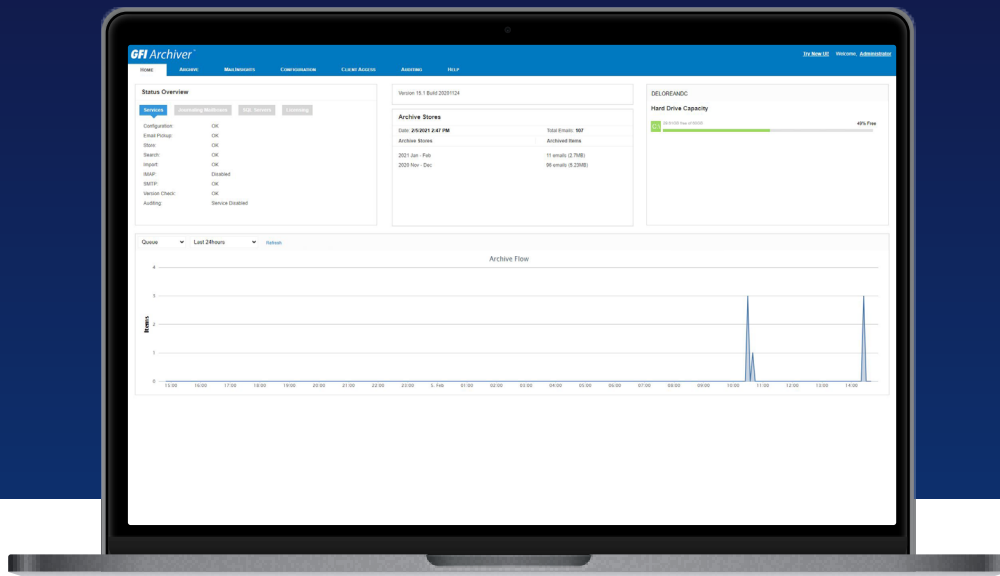 GFI Archiver
Try New UI! Welcome, Administrator
Home Archive MailInsights Configuration Client Access Auditing Help
Status Overview
Services Journaling Mailboxes SQL Servers Licensing
Configuration: OK
Email Pickup: OK
Store: OK
Search: OK
Import: OK
IMAP: Disabled
SMTP: OK
Version Check: OK
Auditing: Service Disabled
Version 15.1 Build 20201124
Archive Stores
Date: 2/5/2021 2:47 PM Total Emails: 107
Archive Stores Archived Items
2021 Jan - Feb 11 emails (2.7MB)
2020 Nov - Dec
DELOREANDC
Hard Drive Capacity
49% Free
Queue Last 24hours Refresh
Archive Flow
Items
4
3
2
1
0
15:00 16:00 17:00 18:00 19:00 20:00 21:00 22:00 23:00 5. Feb 01:00 02:00 03:00 04:00 05:00 06:00 07:00 08:00 09:00 10:00 11:00 12:00 13:00 14:00